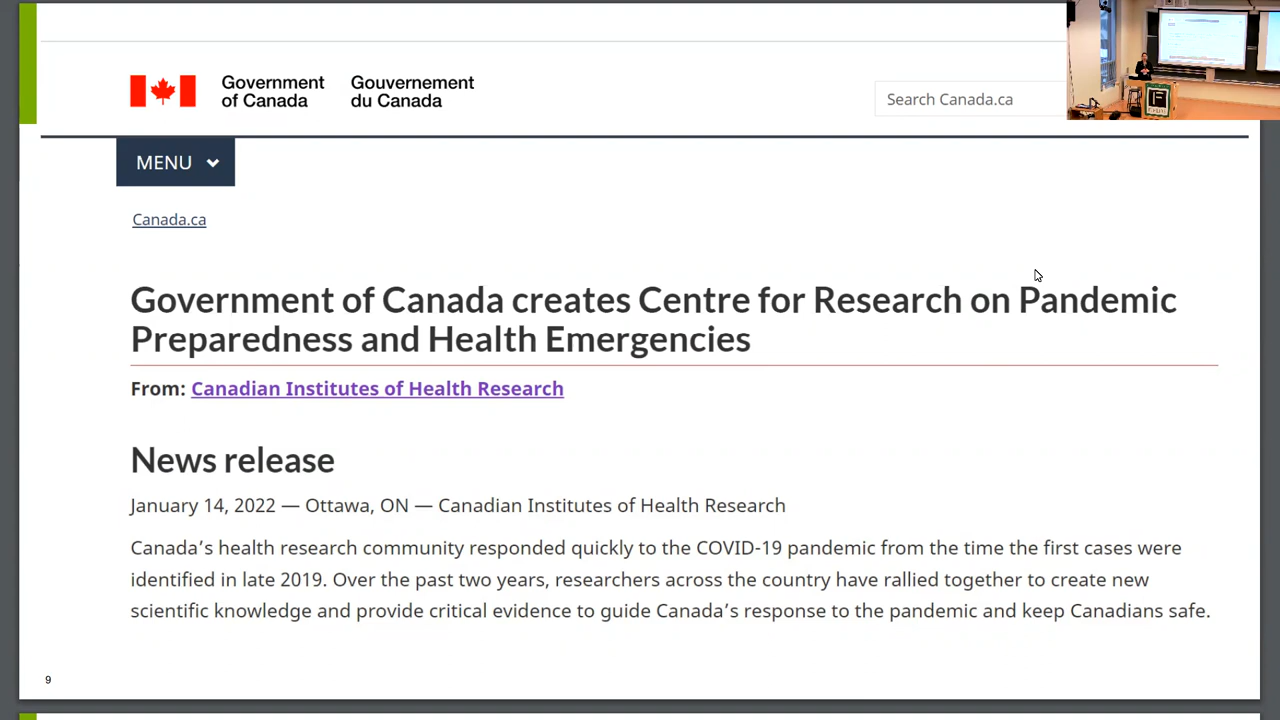 Government
of Canada
Gouvernement
du Canada
Search Canada.ca
MENU
Canada.ca
Government of Canada creates Centre for Research on Pandemic
Preparedness and Health Emergencies
From: Canadian Institutes of Health Research
News release
January 14, 2022 — Ottawa, ON — Canadian Institutes of Health Research
Canada’s health research community responded quickly to the COVID-19 pandemic from the time the first cases were
identified in late 2019. Over the past two years, researchers across the country have rallied together to create new
scientific knowledge and provide critical evidence to guide Canada’s response to the pandemic and keep Canadians safe.
9